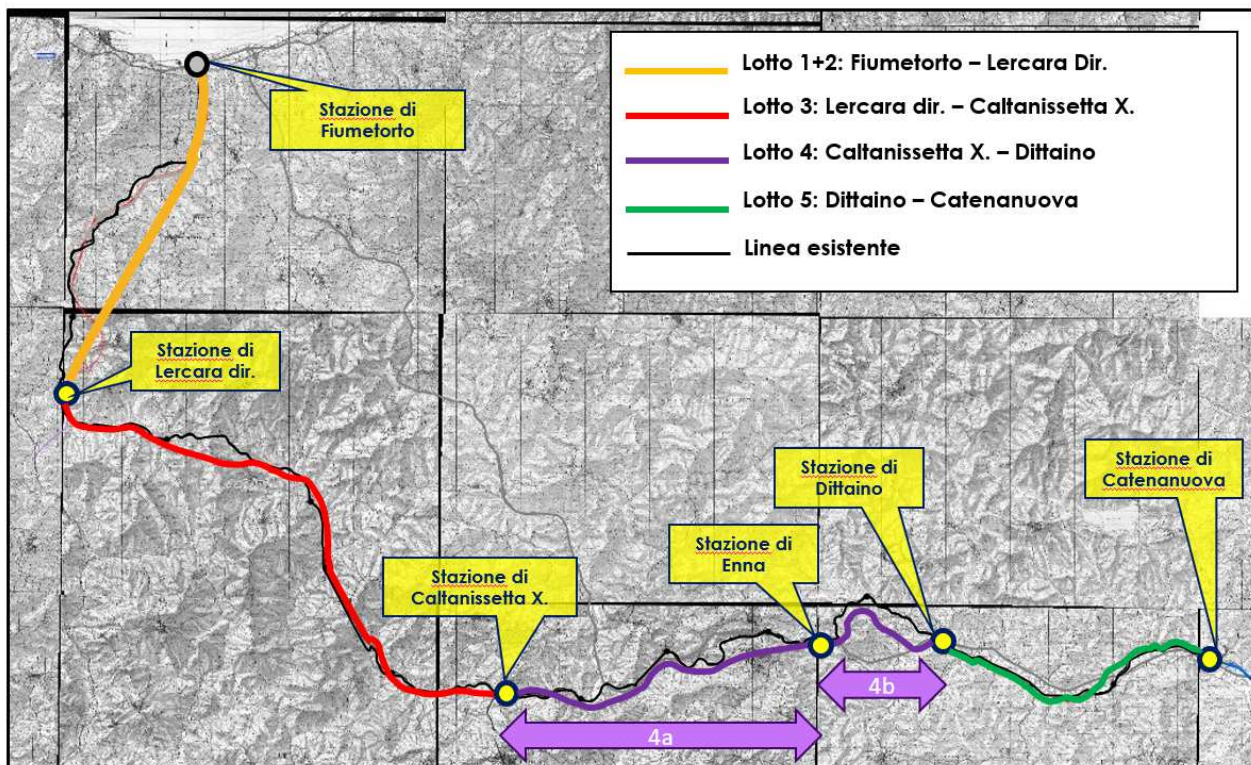 Lotto 1+2: Fiumetorto – Lercara Dir.
Lotto 3: Lercara dir. – Caltanissetta X.
Lotto 4: Caltanissetta X. – Dittaino
Lotto 5: Dittaino – Catenanuova
Linea esistente
Stazione di
Fiumetorto
Stazione di
Lercara dir.
Stazione di
Dittaino
Stazione di
Catenanuova
Stazione di
Enna
Stazione di
Caltanissetta X.
4b
4a